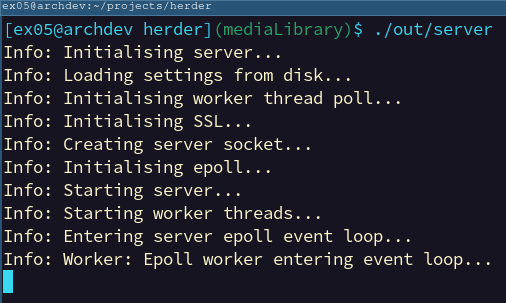 ex05@archdev:~/projects/herder
[ex05@archdev herder](mediaLibrary)$ ./out/server
Info: Initialising server...
Info: Loading settings from disk...
Info: Initialising worker thread poll...
Info: Initialising SSL...
Info: Creating server socket...
Info: Initialising epoll...
Info: Starting server...
Info: Starting worker threads...
Info: Entering server epoll event loop...
Info: Worker: Epoll worker entering event loop...